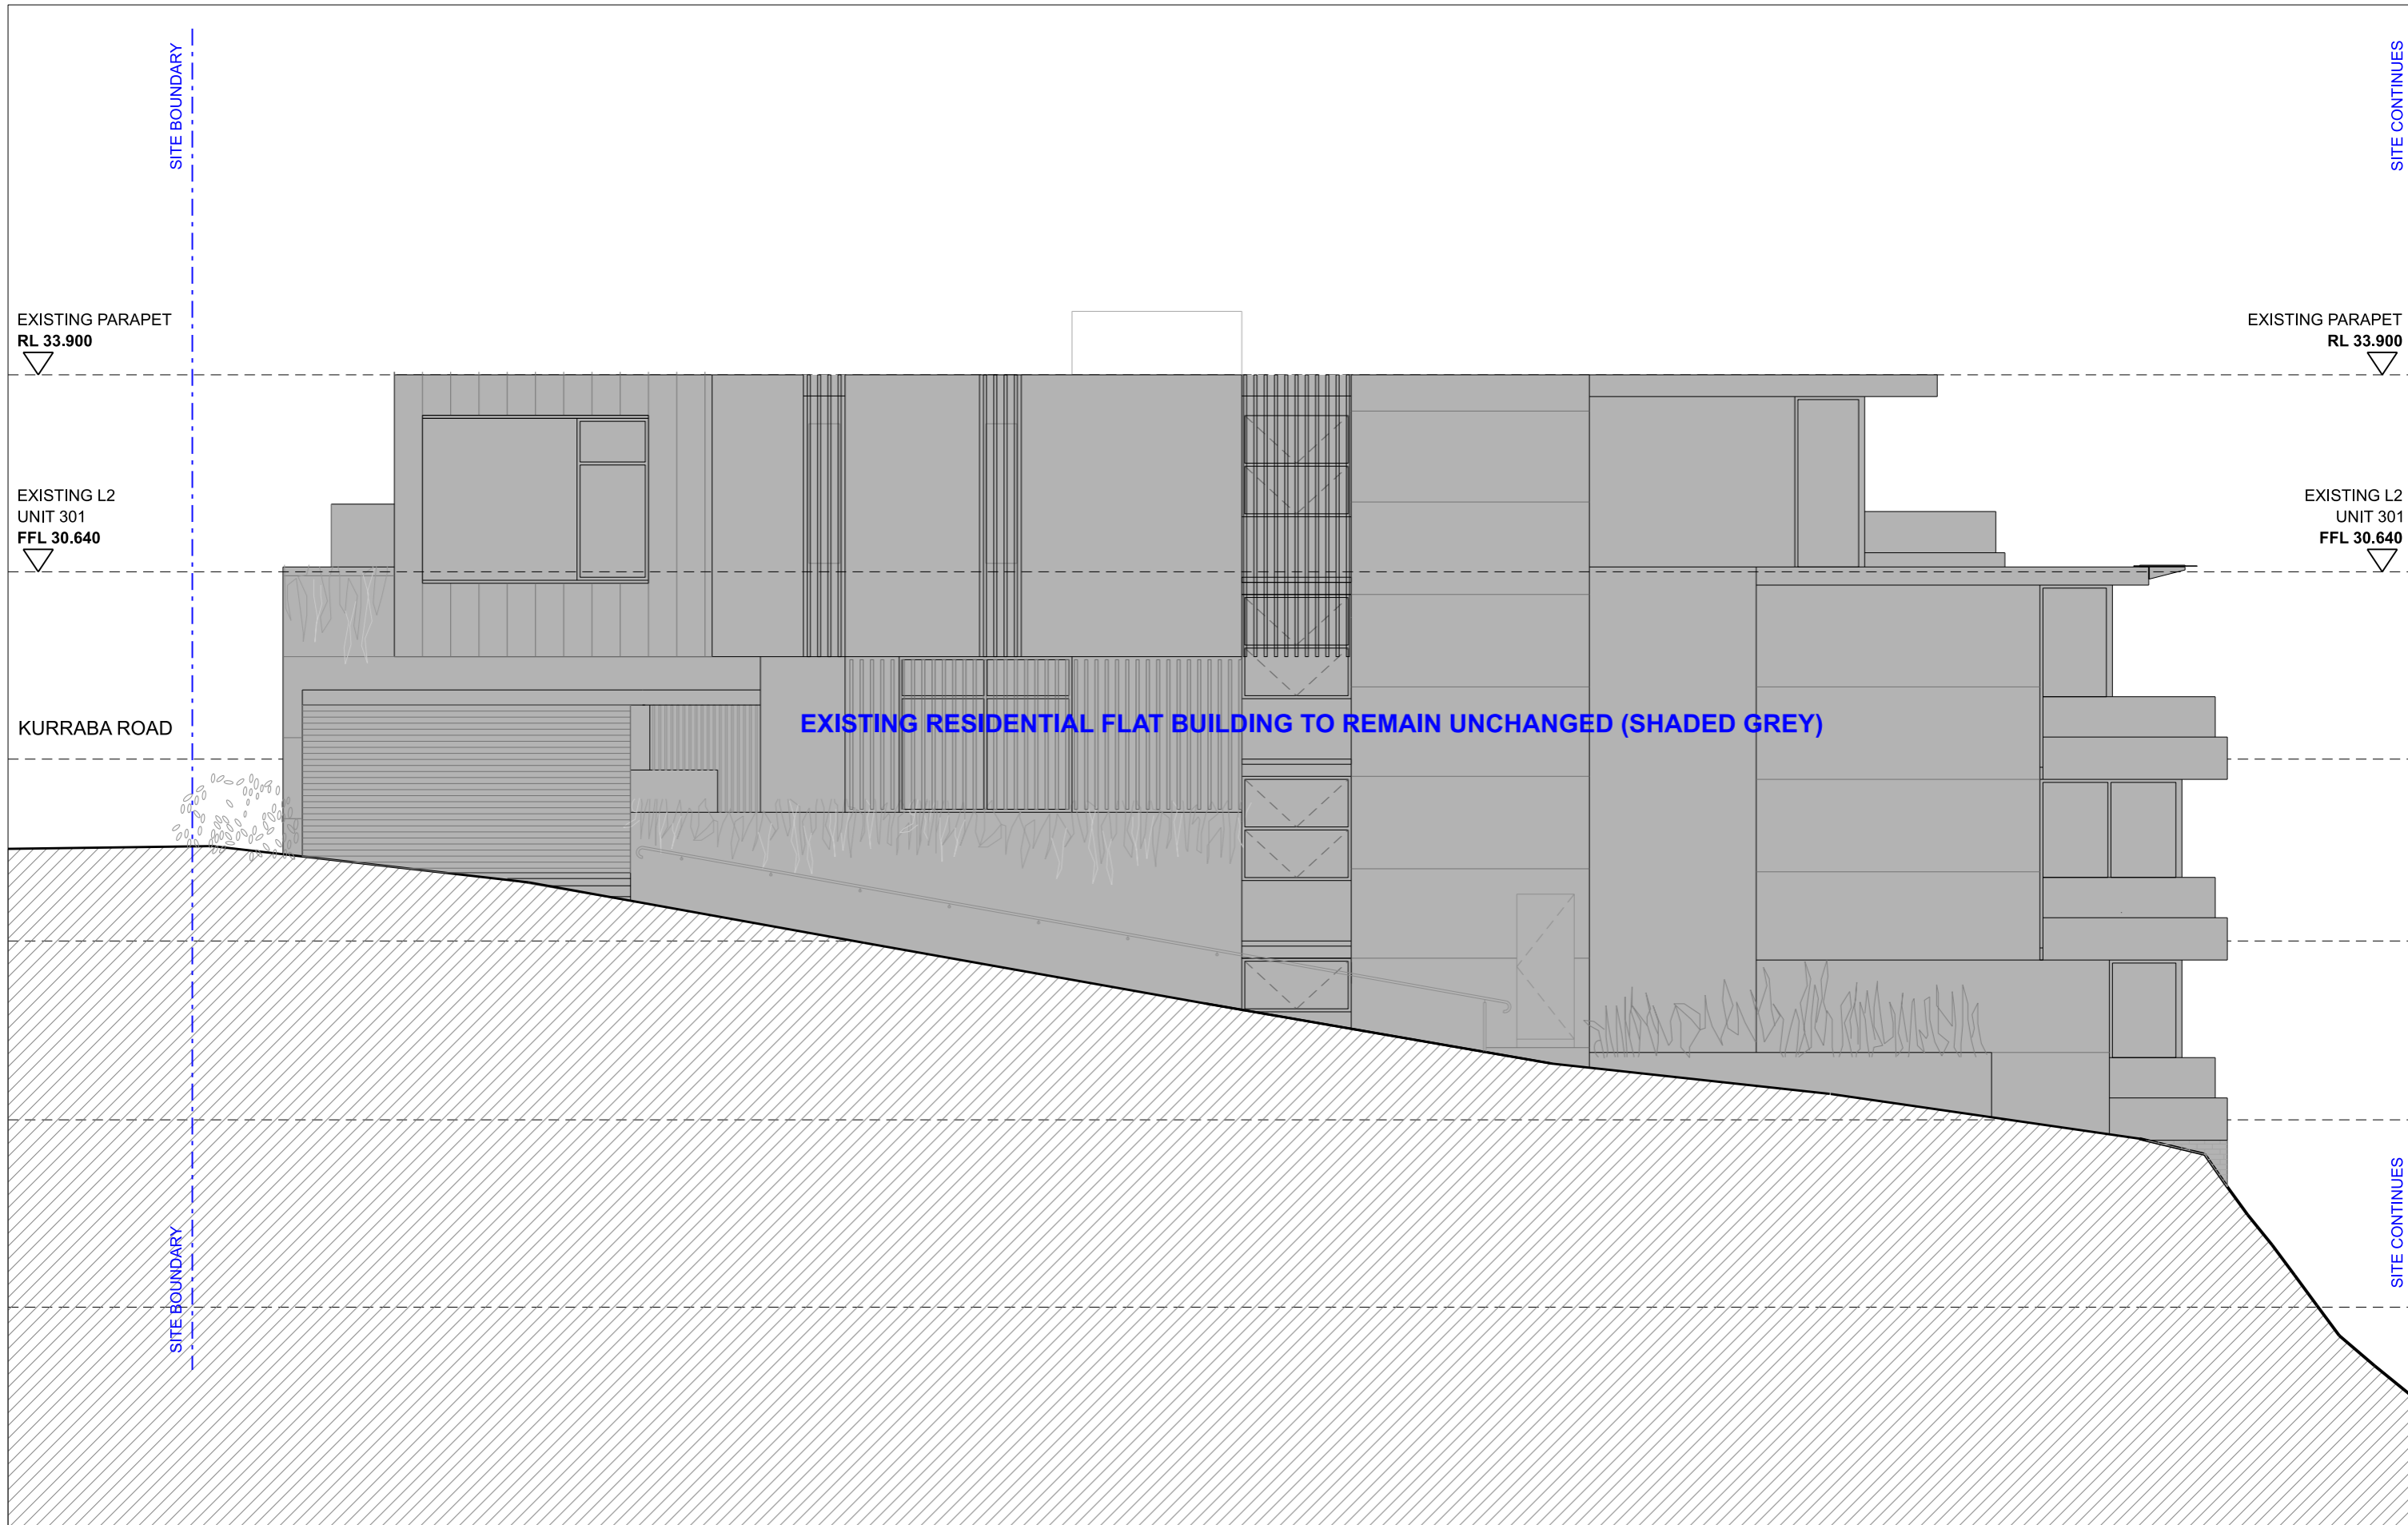 SITE BOUNDARY
SITE CONTINUES
EXISTING PARAPET
RL 33.900
EXISTING PARAPET
RL 33.900
EXISTING L2
UNIT 301
FFL 30.640
EXISTING L2
UNIT 301
FFL 30.640
KURRABA ROAD
EXISTING RESIDENTIAL FLAT BUILDING TO REMAIN UNCHANGED (SHADED GREY)
SITE BOUNDARY
SITE CONTINUES